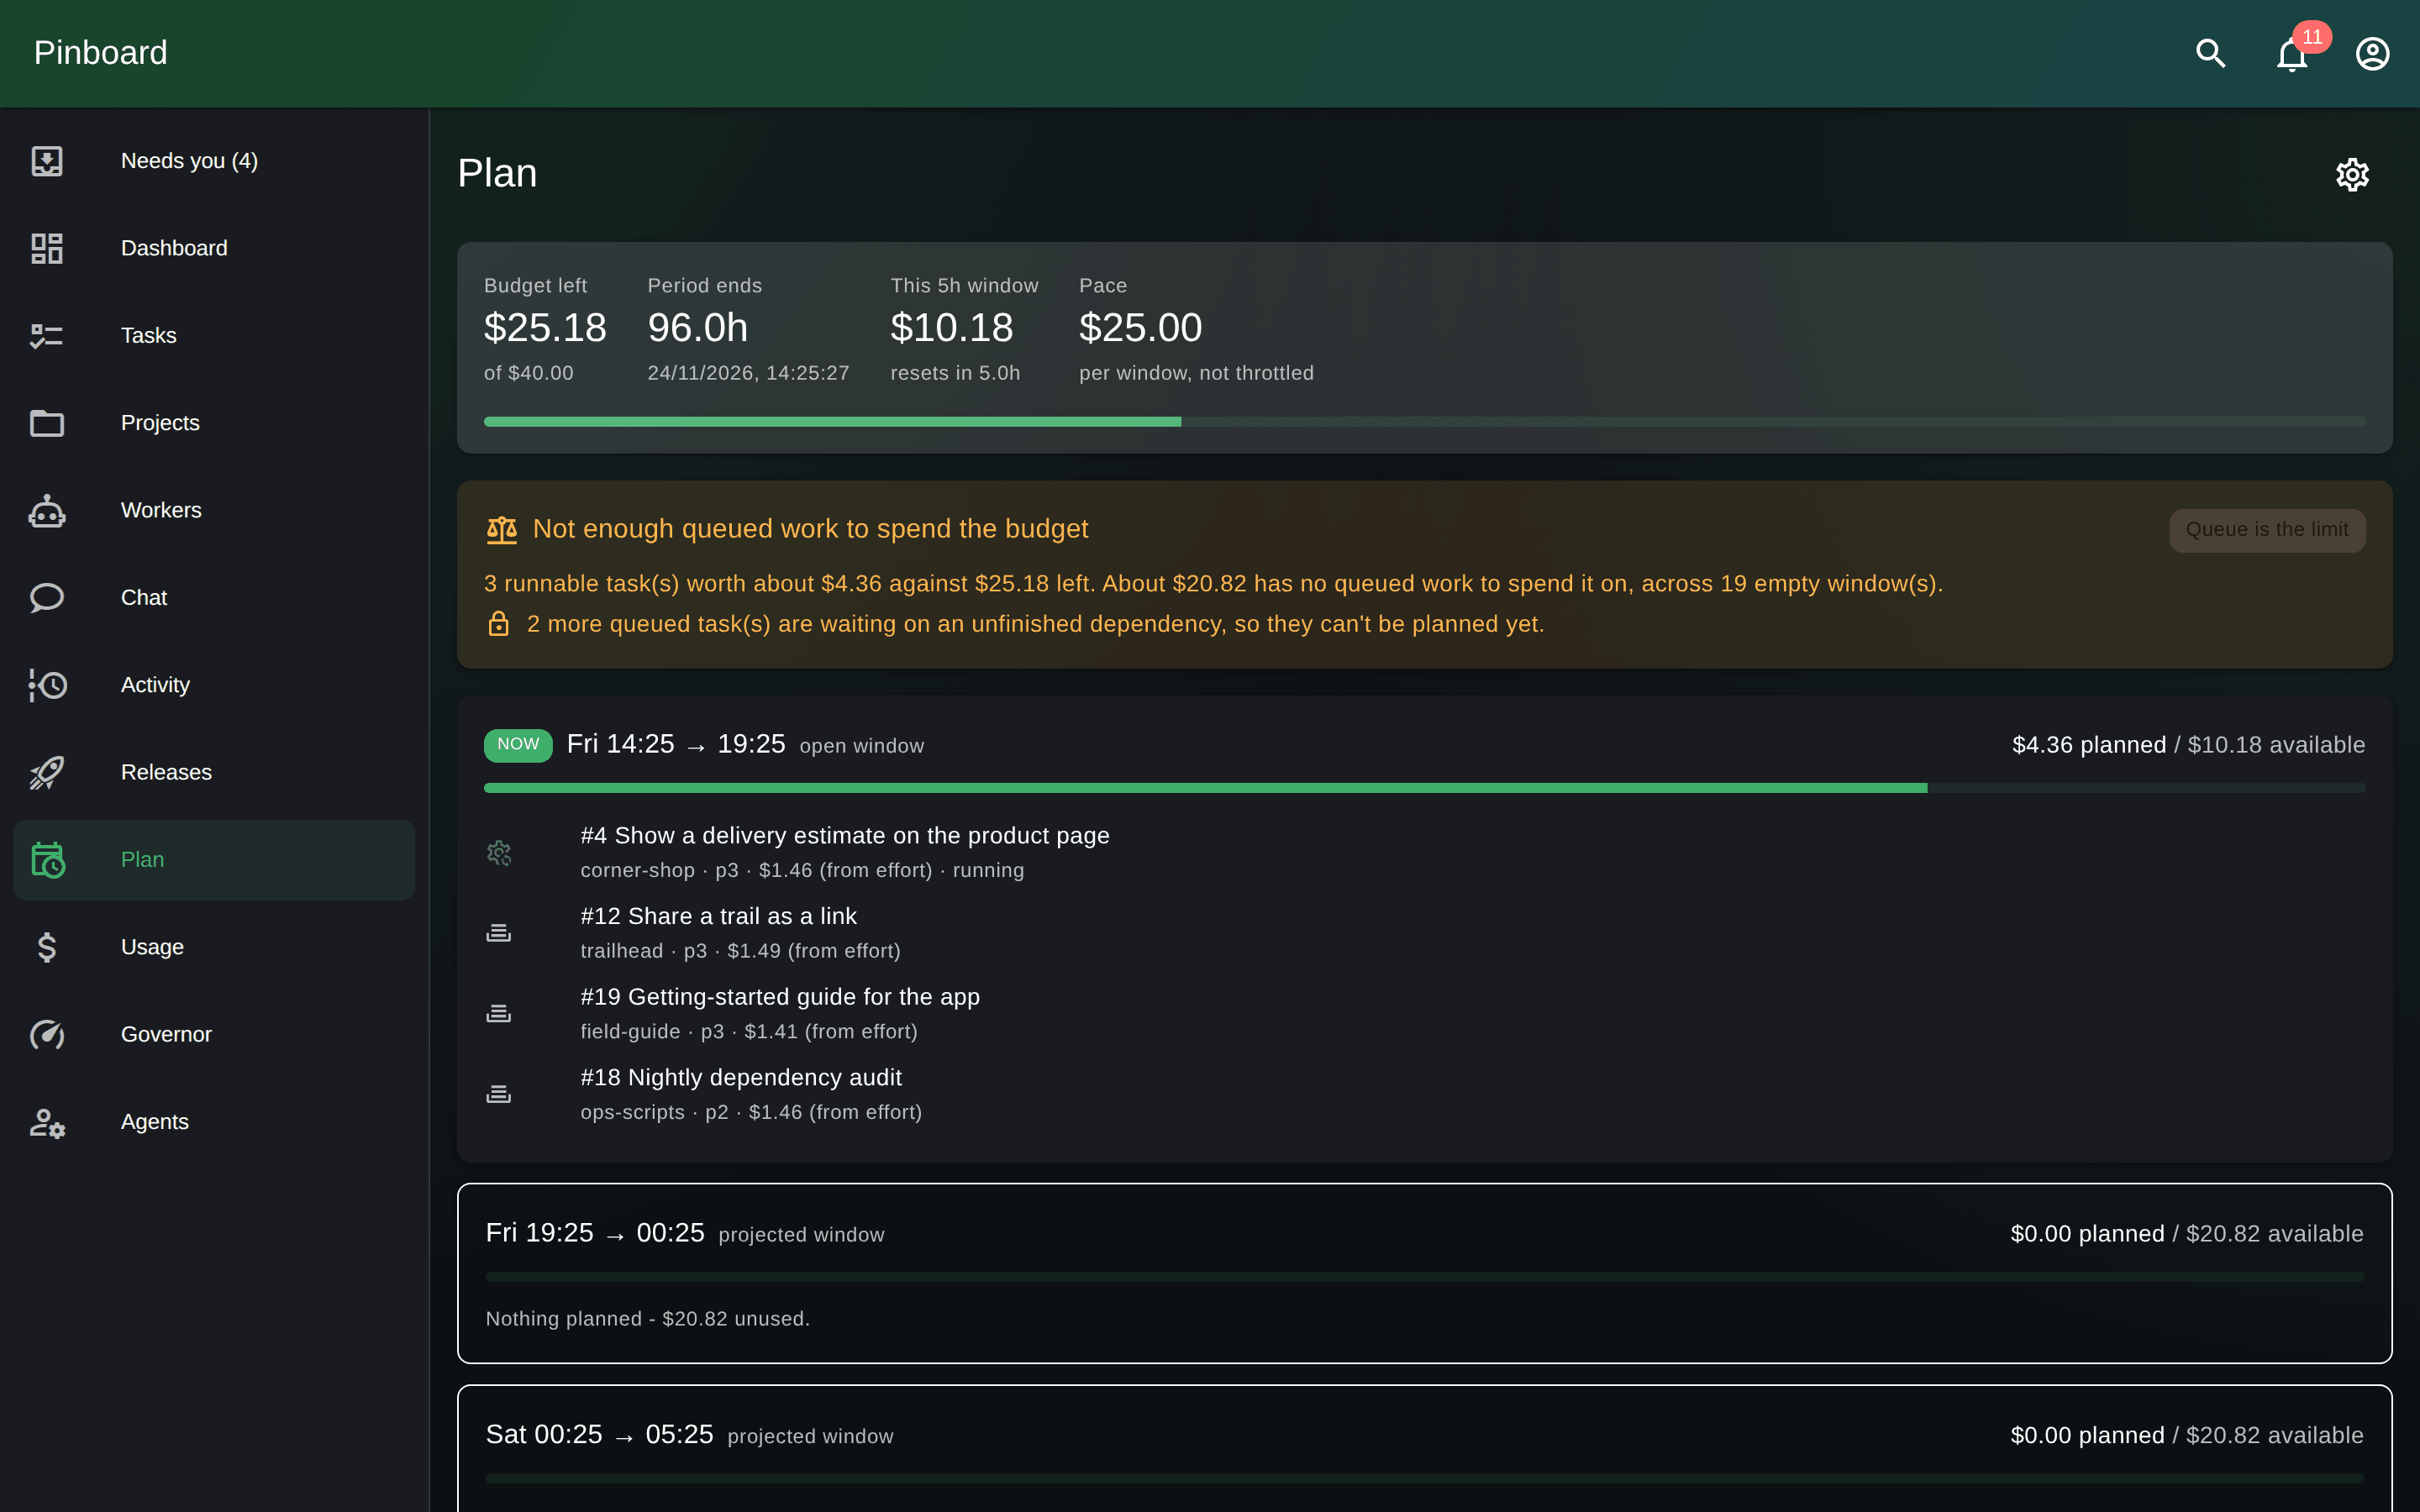 Pinboard
11
Needs you (4)
Dashboard
Tasks
Projects
Workers
Chat
Activity
Releases
Plan
Usage
Governor
Agents
Plan
Budget left
$25.18
of $40.00
Period ends
96.0h
24/11/2026, 14:25:27
This 5h window
$10.18
resets in 5.0h
Pace
$25.00
per window, not throttled
Not enough queued work to spend the budget
Queue is the limit
3 runnable task(s) worth about $4.36 against $25.18 left. About $20.82 has no queued work to spend it on, across 19 empty window(s).
2 more queued task(s) are waiting on an unfinished dependency, so they can't be planned yet.
NOW Fri 14:25 → 19:25 open window
$4.36 planned / $10.18 available
#4 Show a delivery estimate on the product page
corner-shop · p3 · $1.46 (from effort) · running
#12 Share a trail as a link
trailhead · p3 · $1.49 (from effort)
#19 Getting-started guide for the app
field-guide · p3 · $1.41 (from effort)
#18 Nightly dependency audit
ops-scripts · p2 · $1.46 (from effort)
Fri 19:25 → 00:25 projected window
$0.00 planned / $20.82 available
Nothing planned - $20.82 unused.
Sat 00:25 → 05:25 projected window
$0.00 planned / $20.82 available